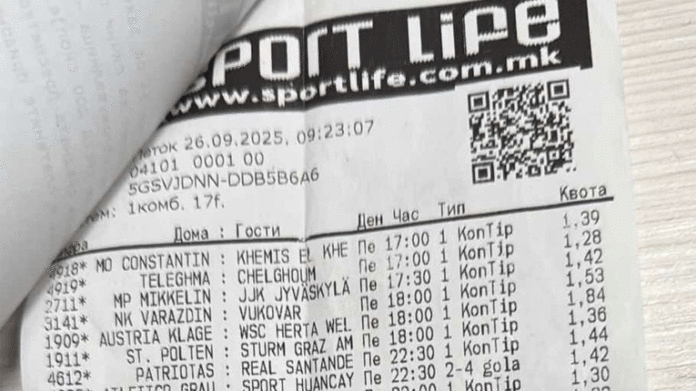 SPORT LIFE
www.sportlife.com.mk
26.09.2025, 09:23:07
04101 0001 00
5GSVJDNN-DDB5B6A6
1комб. 17f.
Дома : Гости Ден Час Тип Квота
4918* MO CONSTANTIN : KHEMIS EL KHE Пе 17:00 1 KonTip 1,39
4919* TELEGHMA : CHELGHOUM Пе 17:00 1 KonTip 1,28
2711* MP MIKKELIN : JJK JYVÄSKYLÄ Пе 17:30 1 KonTip 1,42
3141* NK VARAZDIN : VUKOVAR Пе 18:00 1 KonTip 1,53
1909* AUSTRIA KLAGE : WSC HERTA WEL Пе 18:00 1 KonTip 1,84
1911* ST. POLTEN : STURM GRAZ AM Пе 18:00 1 KonTip 1,36
4612* PATRIOTAS : REAL SANTANDE Пе 22:30 1 KonTip 1,44
ATLETICO GRAU : SPORT HUANCAY Пе 22:30 2-4 gola 1,42
KonTip 1,30